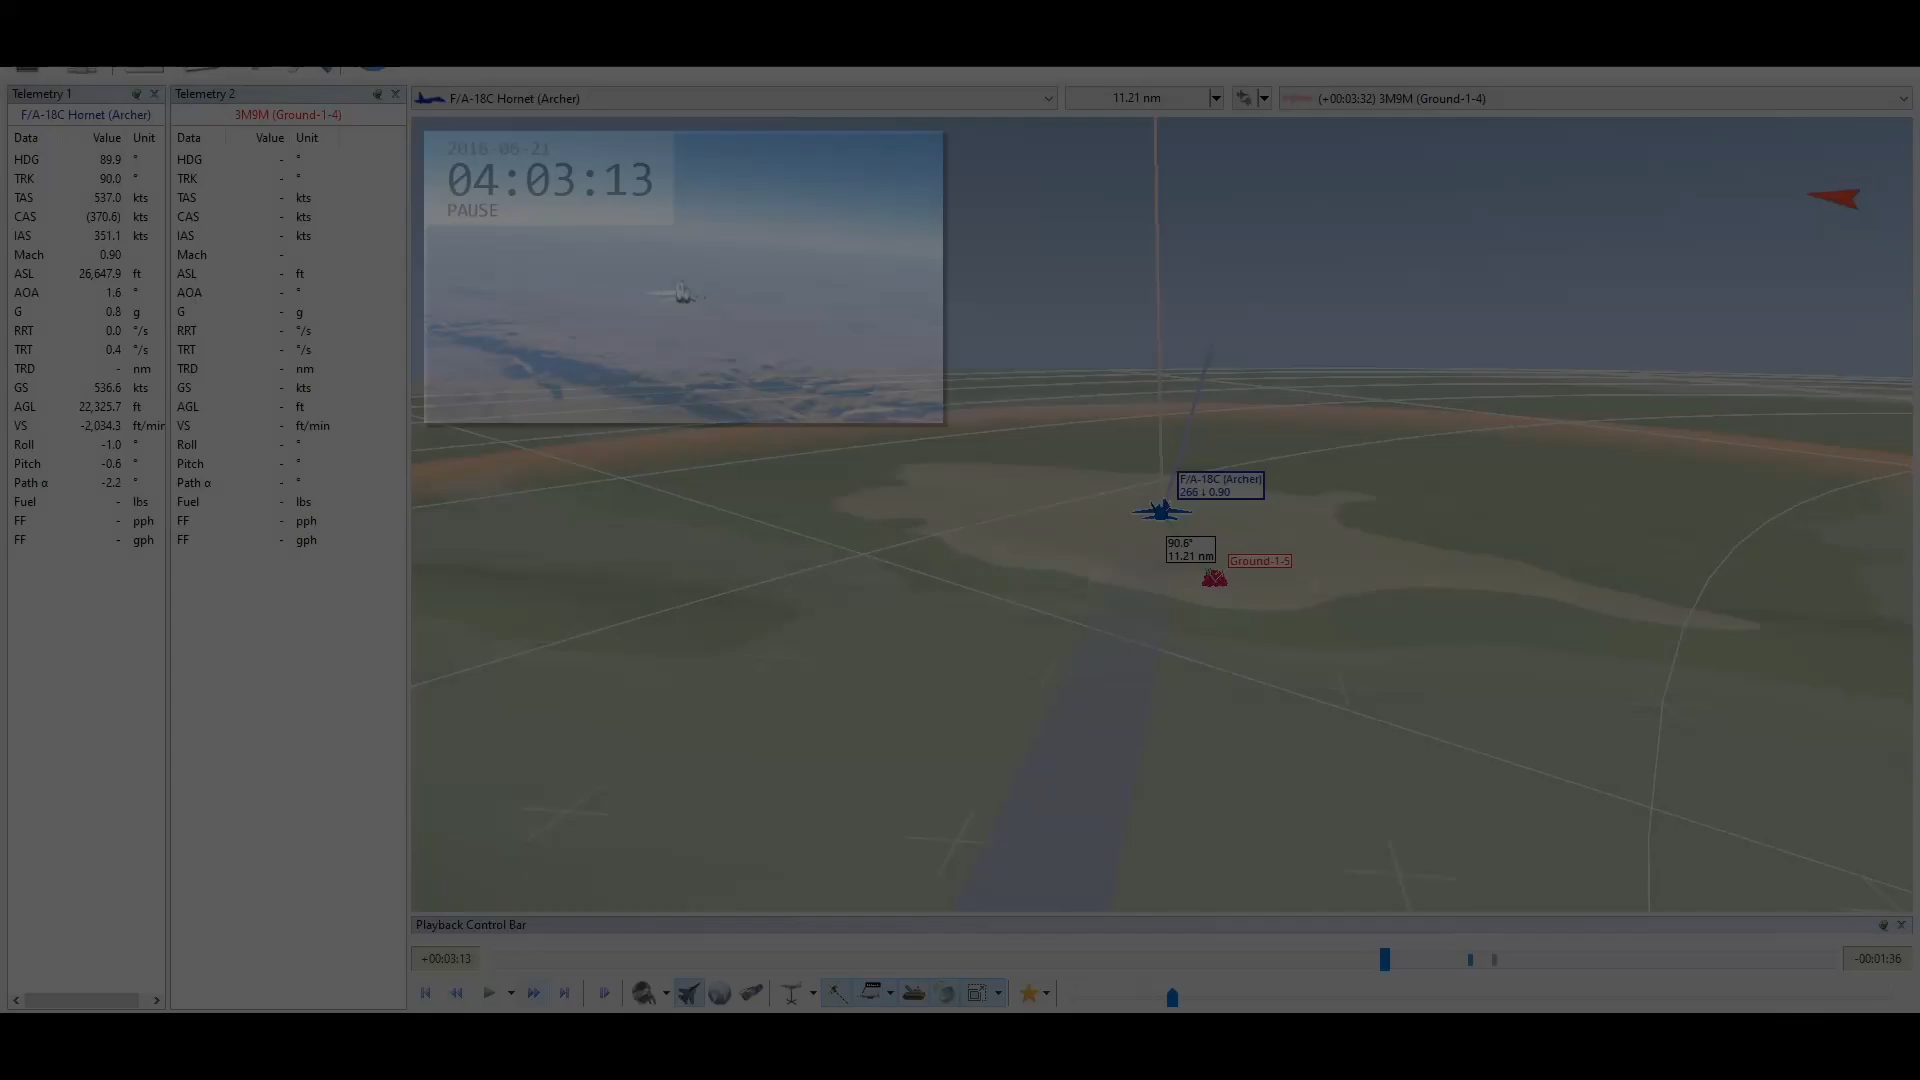 Telemetry 1
F/A-18C Hornet (Archer)
Data Value Unit
HDG 89.9 °
TRK 90.0 °
TAS 537.0 kts
CAS (370.6) kts
IAS 351.1 kts
Mach 0.90
ASL 26,647.9 ft
AOA 1.6 °
G 0.8 g
RRT 0.0 °/s
TRT 0.4 °/s
TRD - nm
GS 536.6 kts
AGL 22,325.7 ft
VS -2,034.3 ft/mir
Roll -1.0 °
Pitch -0.6 °
Path α -2.2 °
Fuel - lbs
FF - pph
FF - gph
Telemetry 2
3M9M (Ground-1-4)
Data Value Unit
HDG - °
TRK - °
TAS - kts
CAS - kts
IAS - kts
Mach -
ASL - ft
AOA - °
G - g
RRT - °/s
TRT - °/s
TRD - nm
GS - kts
AGL - ft
VS - ft/min
Roll - °
Pitch - °
Path α - °
Fuel - lbs
FF - pph
FF - gph
F/A-18C Hornet (Archer)
11.21 nm
(+00:03:32) 3M9M (Ground-1-4)
2018-06-21
04:03:13
PAUSE
F/A-18C (Archer)
266 ↓ 0.90
90.6°
11.21 nm
Ground-1-5
Playback Control Bar
+00:03:13
-00:01:36